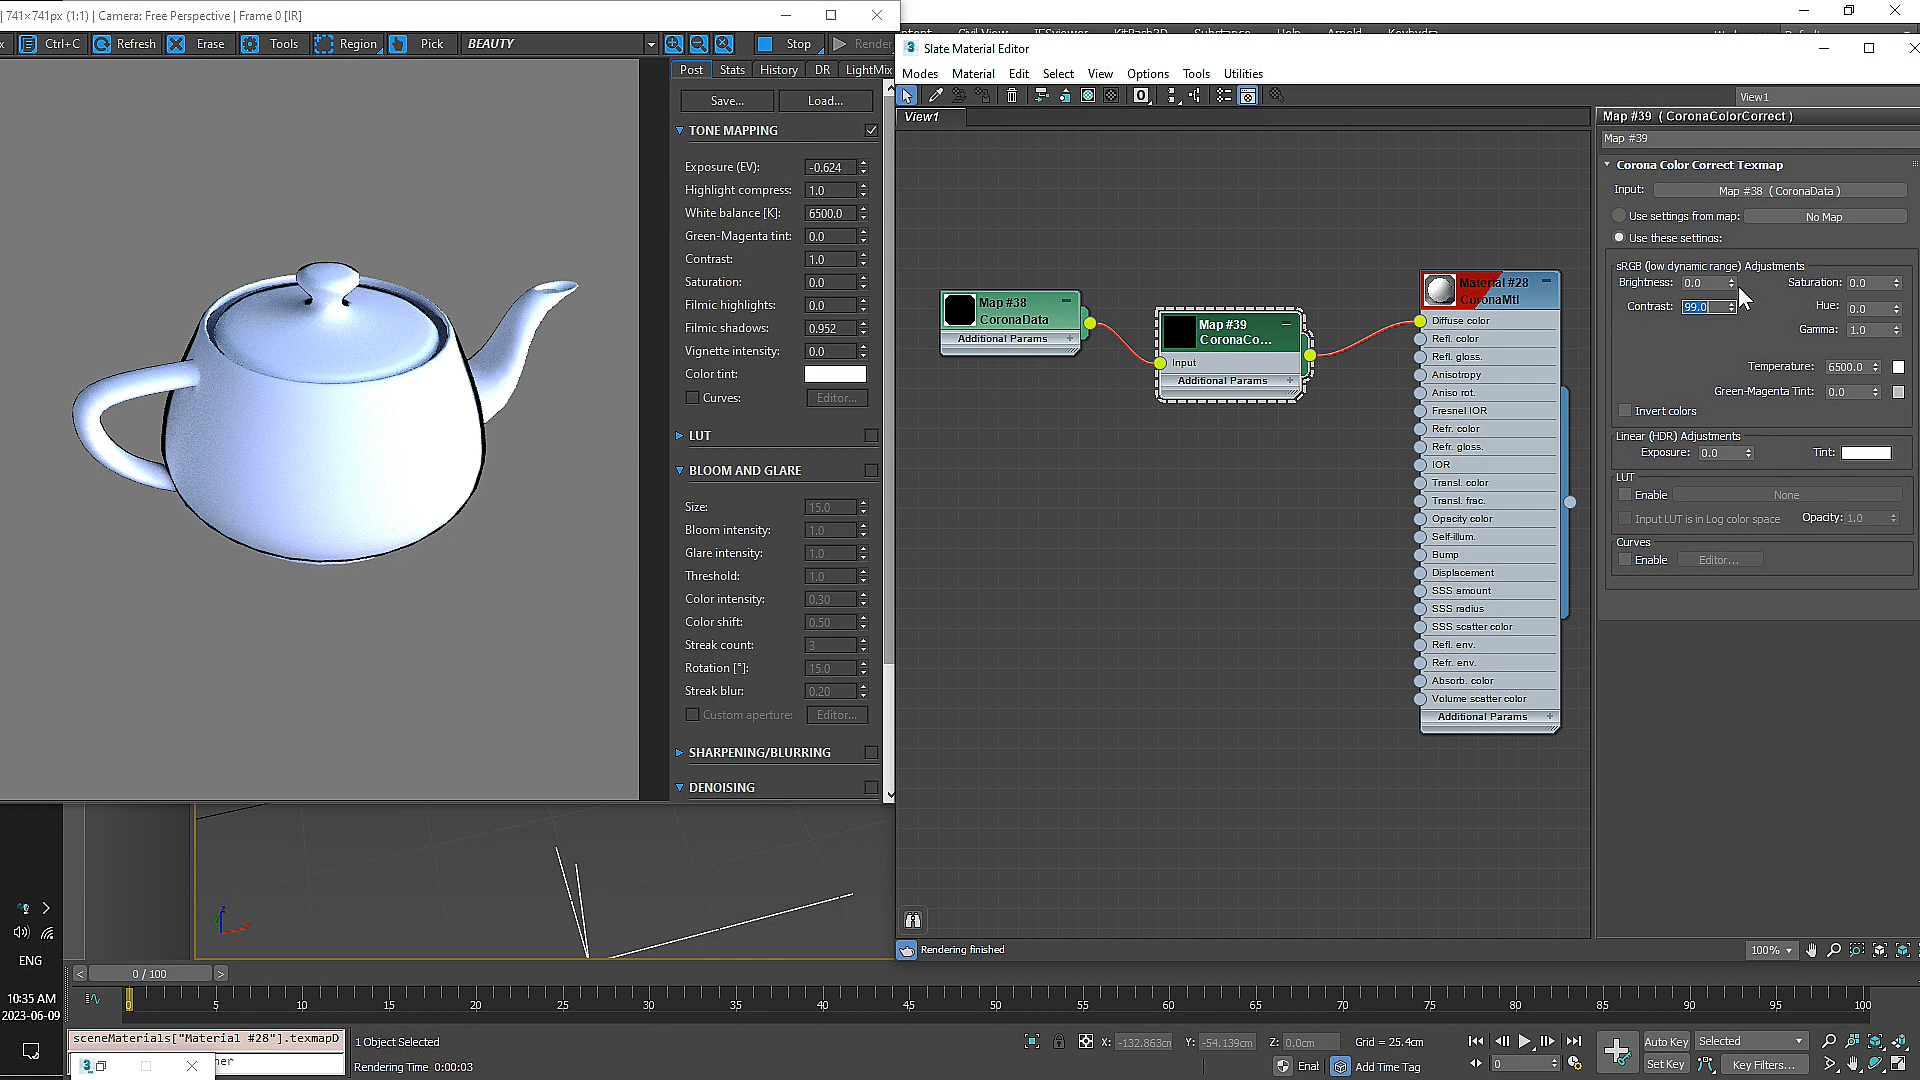 | 741×741px (1:1) | Camera: Free Perspective | Frame 0 [IR]
Ctrl+C
Refresh
Erase
Tools
Region
Pick
BEAUTY
Stop
Render
Post
Stats
History
DR
LightMix
Save...
Load...
TONE MAPPING
Exposure (EV): -0.624
Highlight compress: 1.0
White balance [K]: 6500.0
Green-Magenta tint: 0.0
Contrast: 1.0
Saturation: 0.0
Filmic highlights: 0.0
Filmic shadows: 0.952
Vignette intensity: 0.0
Color tint:
Curves: Editor...
LUT
BLOOM AND GLARE
Size: 15.0
Bloom intensity: 1.0
Glare intensity: 1.0
Threshold: 1.0
Color intensity: 0.30
Color shift: 0.50
Streak count: 3
Rotation [°]: 15.0
Streak blur: 0.20
Custom aperture: Editor...
SHARPENING/BLURRING
DENOISING
Slate Material Editor
Modes Material Edit Select View Options Tools Utilities
View1
View1
Map #38
CoronaData
Additional Params
Map #39
CoronaCo...
Input
Additional Params
Material #28
CoronaMtl
Diffuse color
Refl. color
Refl. gloss.
Anisotropy
Aniso rot.
Fresnel IOR
Refr. color
Refr. gloss.
IOR
Transl. color
Transl. frac.
Opacity color
Self-illum.
Bump
Displacement
SSS amount
SSS radius
SSS scatter color
Refl. env.
Refr. env.
Absorb. color
Volume scatter color
Additional Params
Map #39 ( CoronaColorCorrect )
Map #39
Corona Color Correct Texmap
Input: Map #38 ( CoronaData )
Use settings from map: No Map
Use these settings:
sRGB (low dynamic range) Adjustments
Brightness: 0.0 Saturation: 0.0
Contrast: 99.0 Hue: 0.0
Gamma: 1.0
Temperature: 6500.0
Green-Magenta Tint: 0.0
Invert colors
Linear (HDR) Adjustments
Exposure: 0.0 Tint:
LUT
Enable None
Input LUT is in Log color space Opacity: 1.0
Curves
Enable Editor...
Rendering finished
100%
ENG
10:35 AM
2023-06-09
0 / 100
0 5 10 15 20 25 30 35 40 45 50 55 60 65 70 75 80 85 90 95 100
sceneMaterials["Material #28"].texmapD
ner
1 Object Selected
Rendering Time 0:00:03
X: -132.863cm Y: -54.139cm Z: 0.0cm Grid = 25.4cm
Enat
Add Time Tag
0
Auto Key
Selected
Set Key
Key Filters...